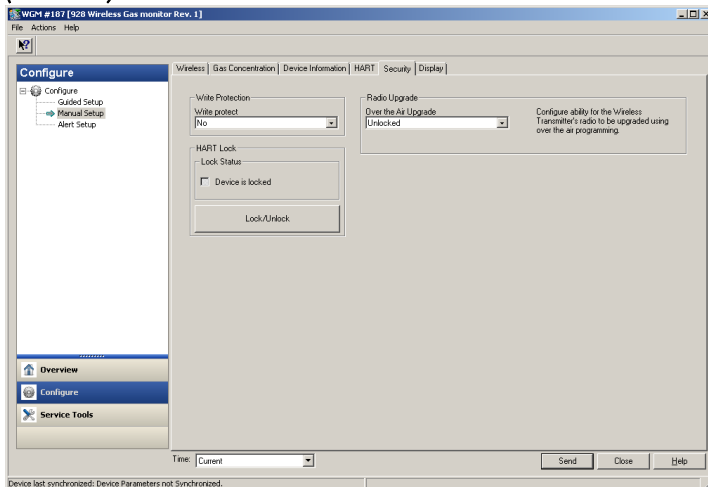 WGM #187 [928 Wireless Gas monitor Rev. 1]
File Actions Help
Configure
Configure
Guided Setup
Manual Setup
Alert Setup
Overview
Configure
Service Tools
Wireless Gas Concentration Device Information HART Security Display
Write Protection
Write protect
No
HART Lock
Lock Status
Device is locked
Lock/Unlock
Radio Upgrade
Over the Air Upgrade
Unlocked
Configure ability for the Wireless
Transmitter's radio to be upgraded using
over the air programming.
Time: Current
Send Close Help
Device last synchronized: Device Parameters not Synchronized.